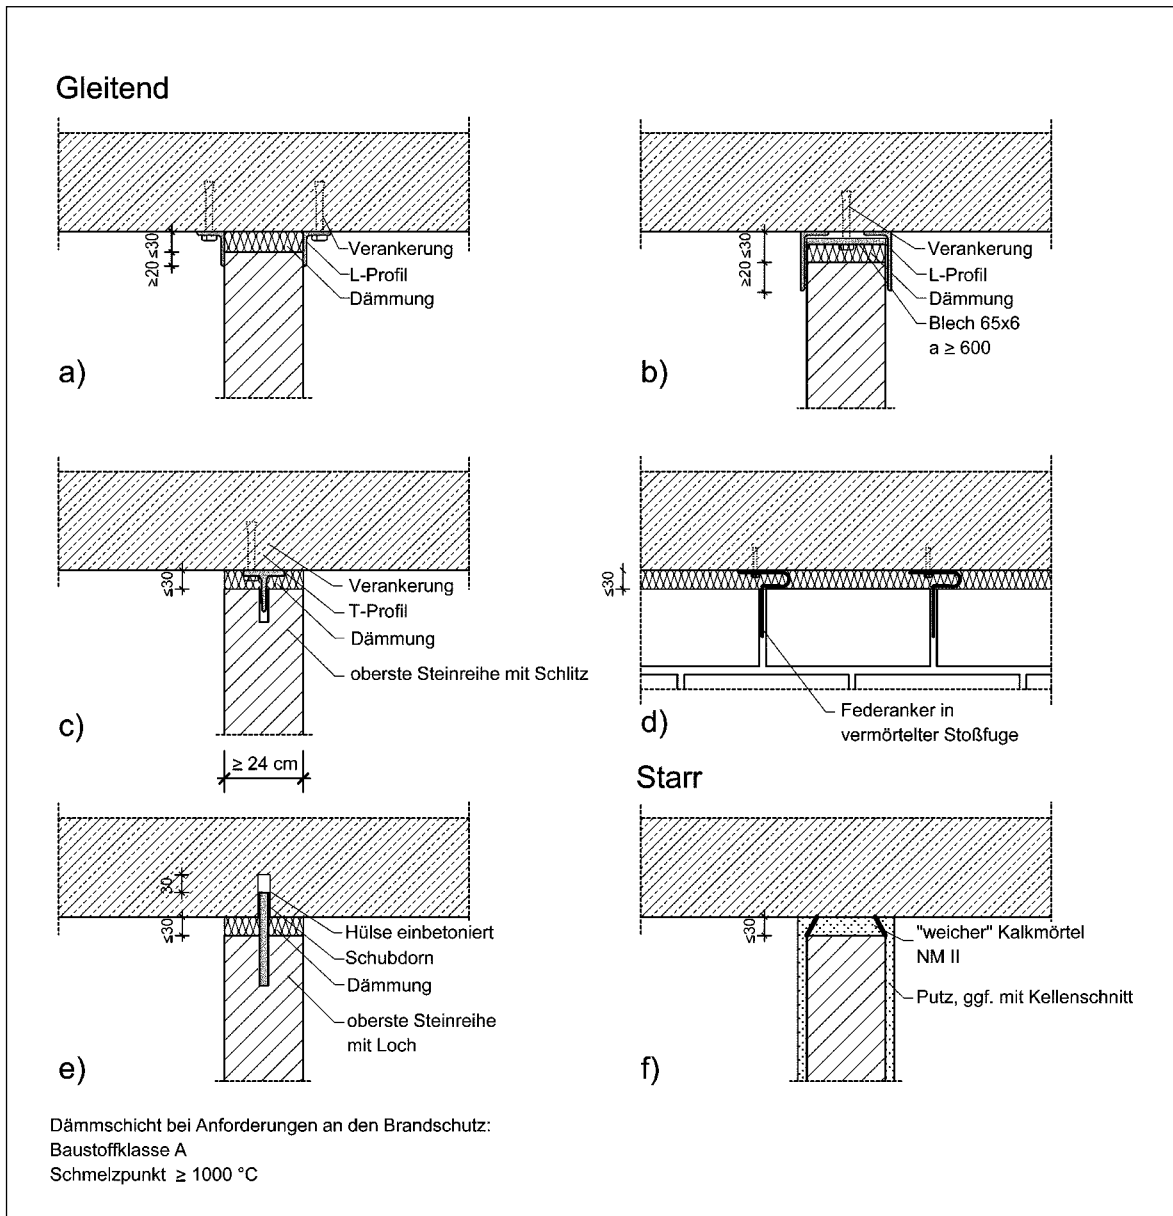 Gleitend
≤30
≥20
Verankerung
L-Profil
Dämmung
a)
≤30
≥20
Verankerung
L-Profil
Dämmung
Blech 65x6
a ≥ 600
b)
≤30
Verankerung
T-Profil
Dämmung
oberste Steinreihe mit Schlitz
c)
≥ 24 cm
≤30
Federanker in
vermörtelter Stoßfuge
d)
30
≤30
Hülse einbetoniert
Schubdorn
Dämmung
oberste Steinreihe
mit Loch
e)
Starr
≤30
"weicher" Kalkmörtel
NM II
Putz, ggf. mit Kellenschnitt
f)
Dämmschicht bei Anforderungen an den Brandschutz:
Baustoffklasse A
Schmelzpunkt ≥ 1000 °C